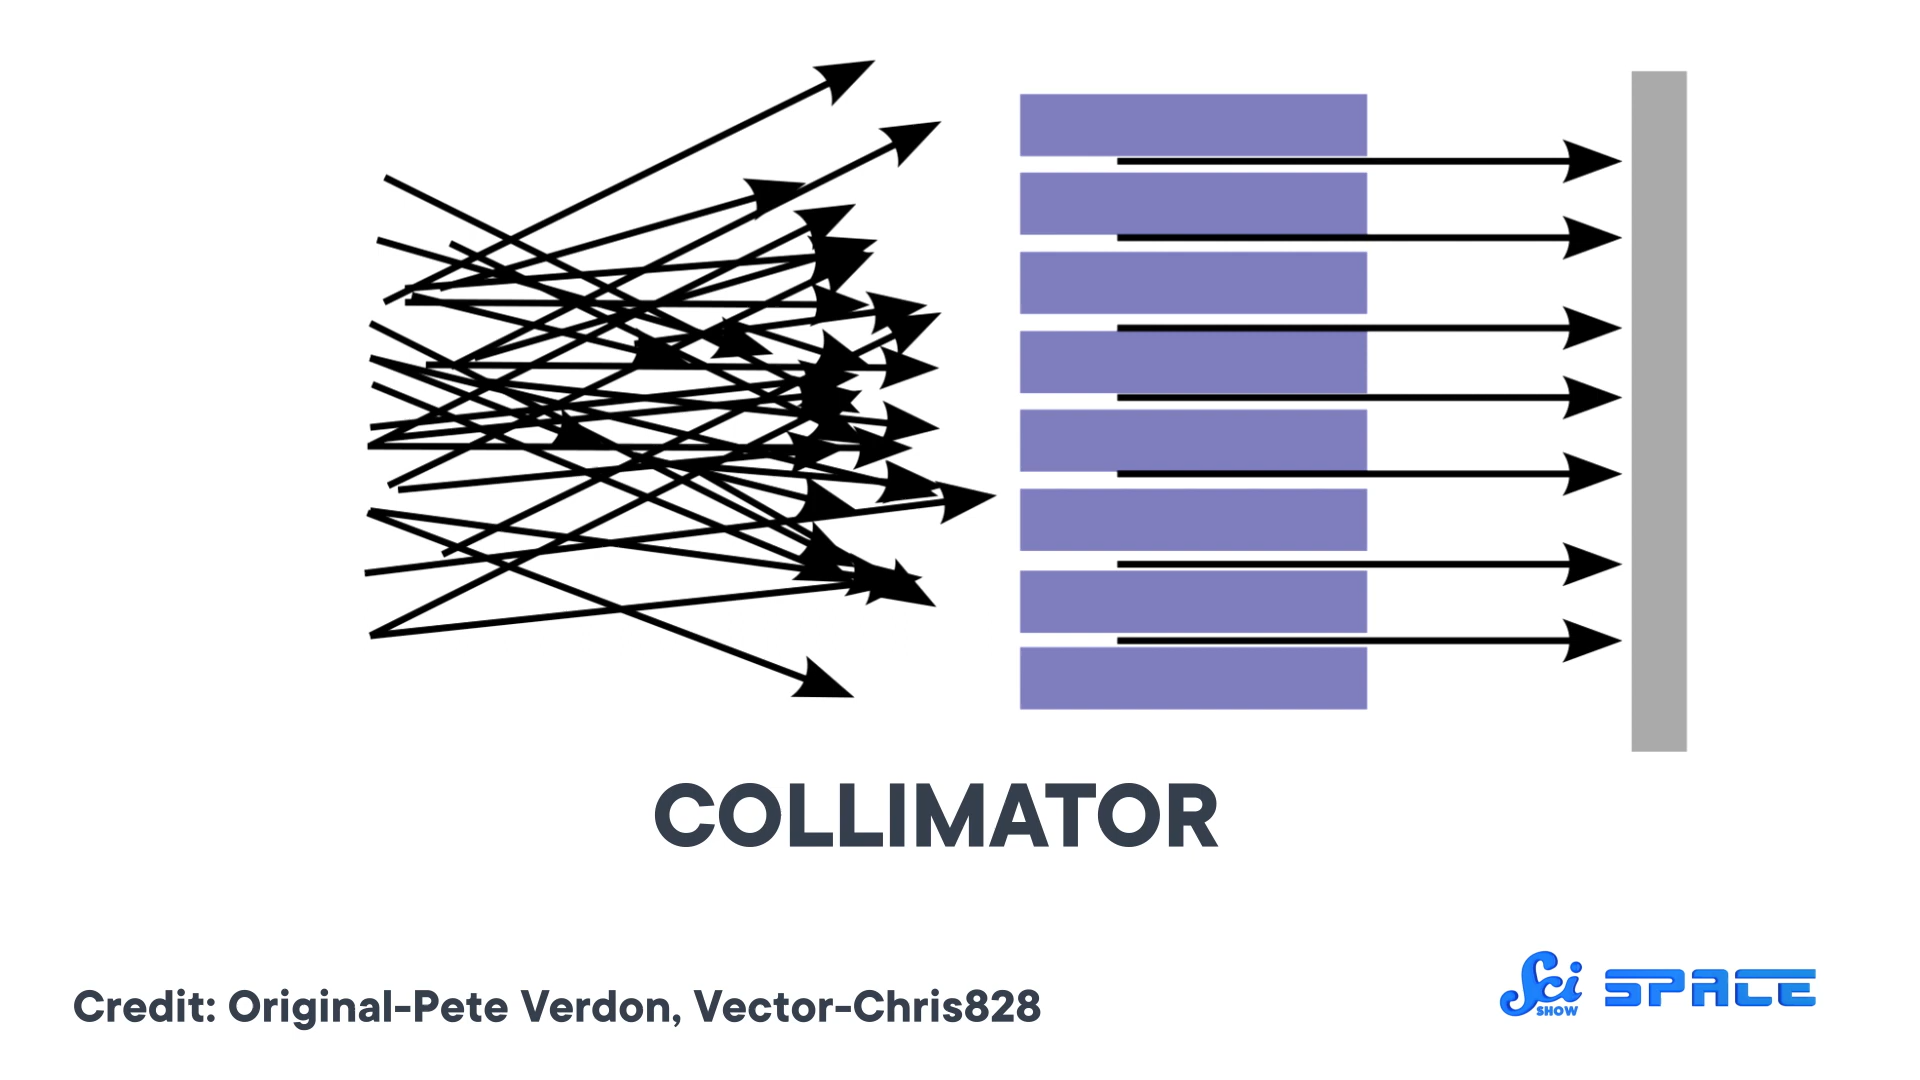 COLLIMATOR
Credit: Original-Pete Verdon, Vector-Chris828
Sci SHOW SPACE